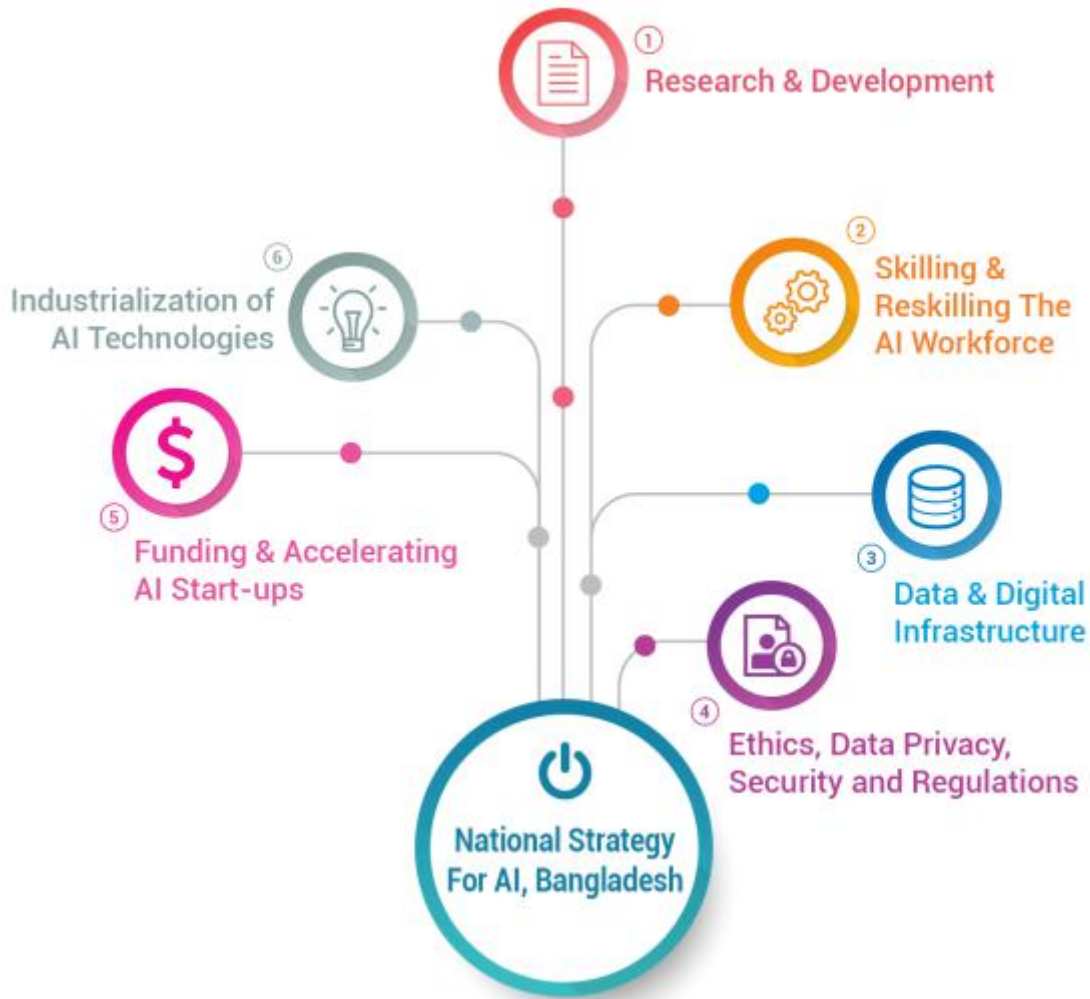 1
Research & Development
2
Skilling &
Reskilling The
AI Workforce
3
Data & Digital
Infrastructure
4
Ethics, Data Privacy,
Security and Regulations
5
Funding & Accelerating
AI Start-ups
6
Industrialization of
AI Technologies
$
National Strategy
For AI, Bangladesh